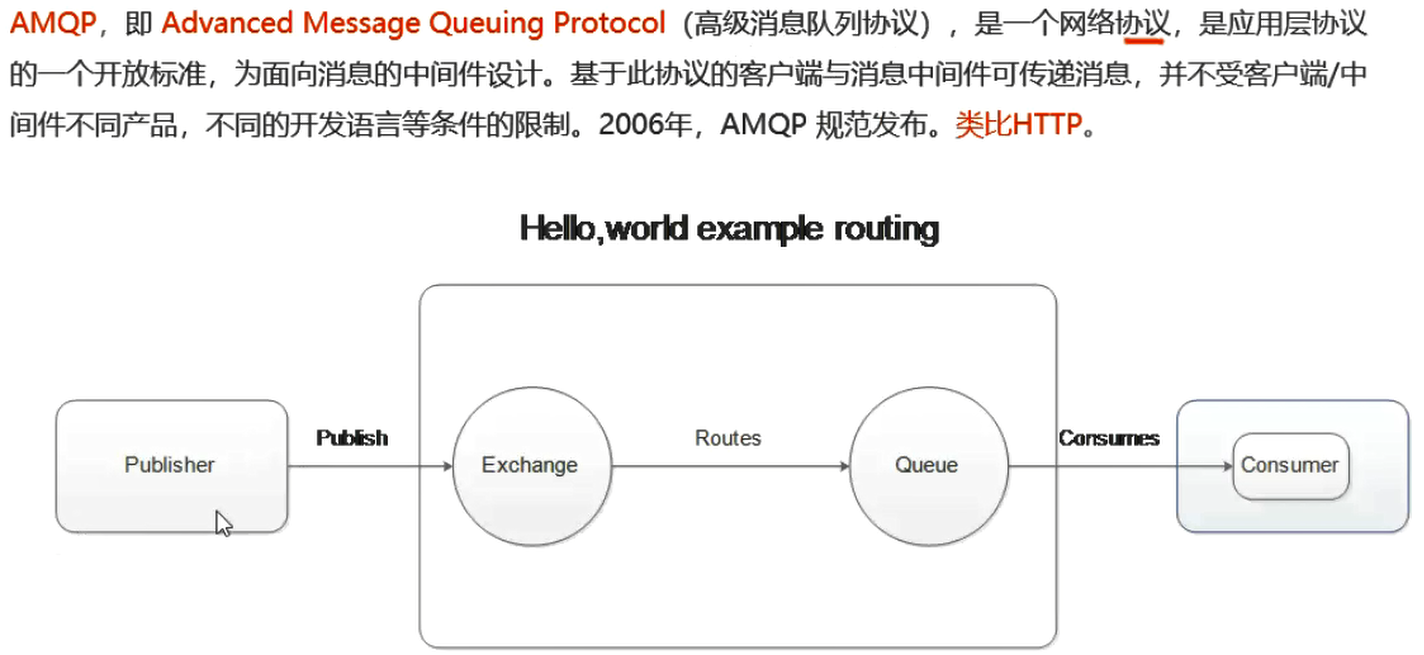 AMQP，即 Advanced Message Queuing Protocol（高级消息队列协议），是一个网络协议，是应用层协议
的一个开放标准，为面向消息的中间件设计。基于此协议的客户端与消息中间件可传递消息，并不受客户端/中
间件不同产品，不同的开发语言等条件的限制。2006年，AMQP 规范发布。类比HTTP。
Hello,world example routing
Publisher
Publish
Exchange
Routes
Queue
Consumes
Consumer